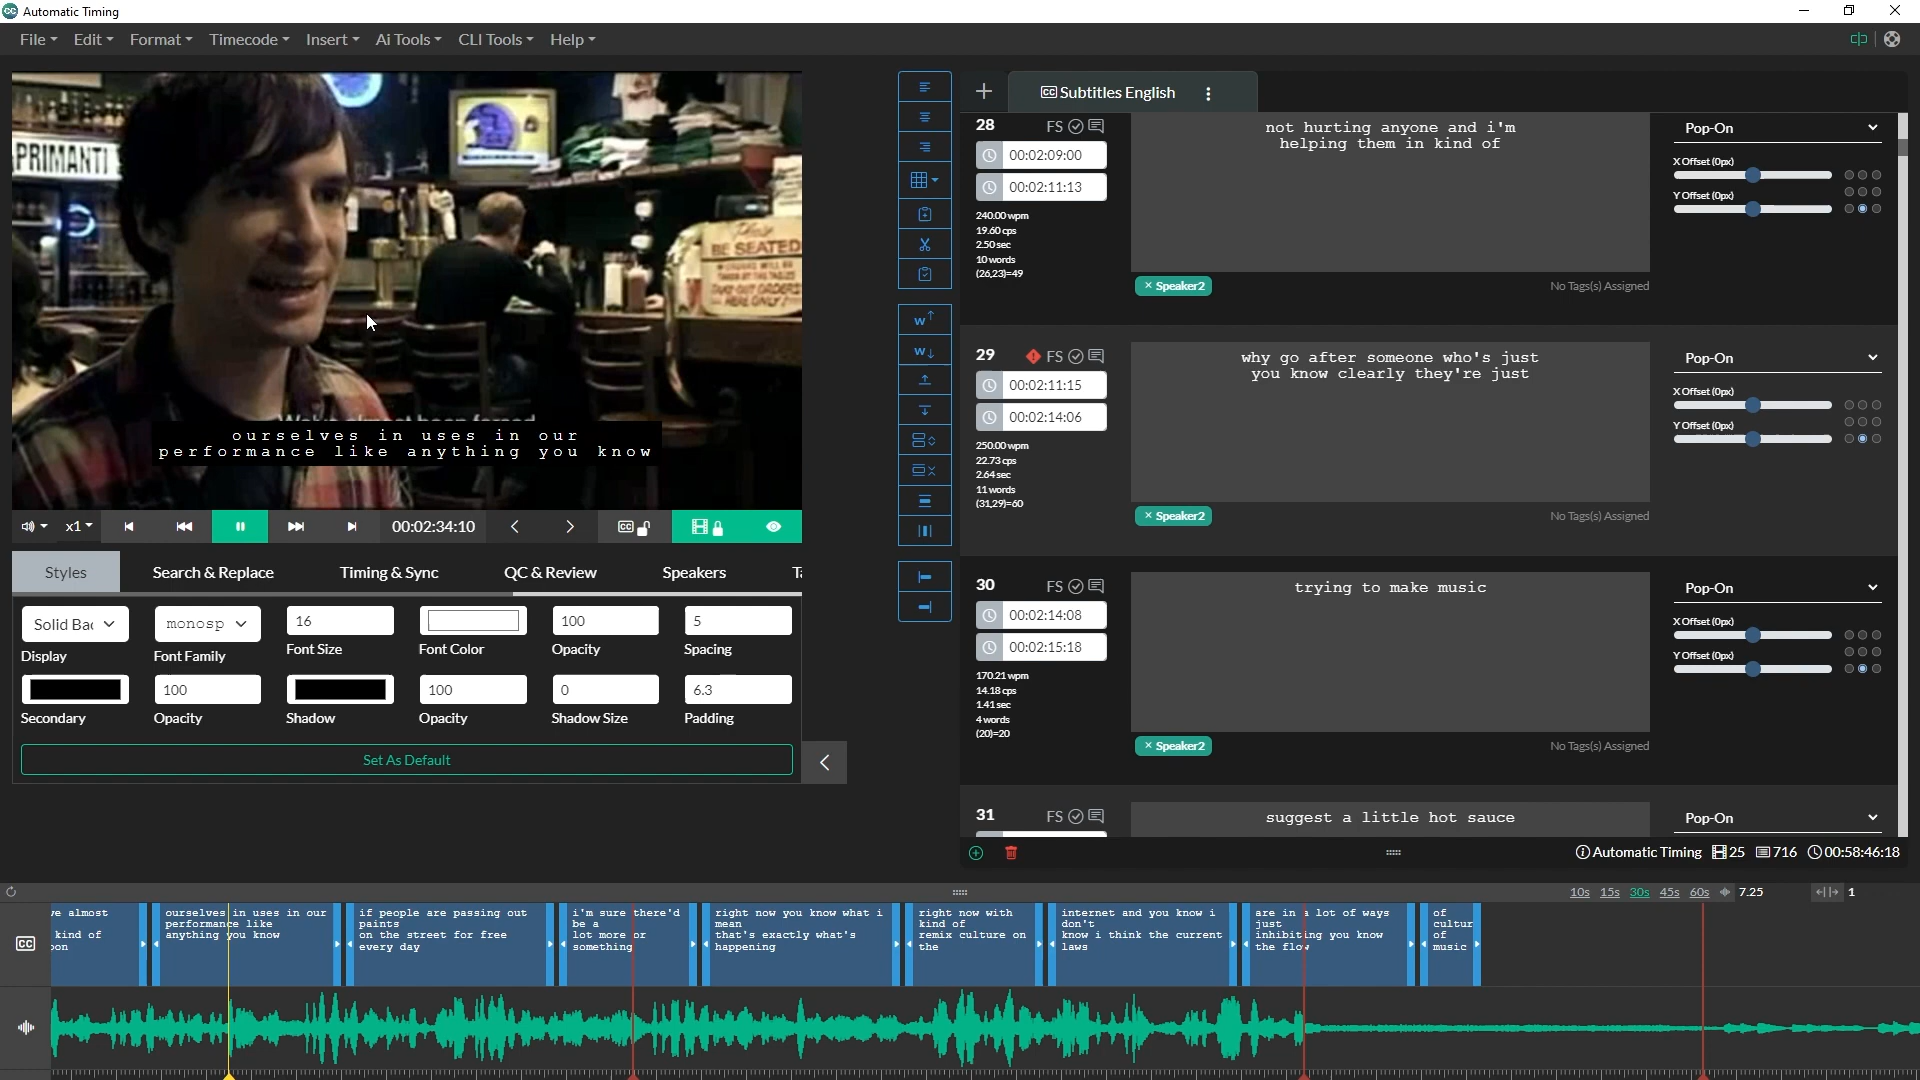 Automatic Timing
File Edit Format Timecode Insert Ai Tools CLI Tools Help
PRIMANTI
BE SEATED
ourselves in uses in our
performance like anything you know
x1 00:02:34:10
Styles Search & Replace Timing & Sync QC & Review Speakers
Solid Bac monosp 16 100 5
Display Font Family Font Size Font Color Opacity Spacing
100 100 0 6.3
Secondary Opacity Shadow Opacity Shadow Size Padding
Set As Default
W↑
W↓
+ CC Subtitles English
28 FS
00:02:09:00
00:02:11:13
240.00 wpm
19.60 cps
2.50 sec
10 words
(26,23)=49
not hurting anyone and i'm
helping them in kind of
× Speaker2 No Tags(s) Assigned
Pop-On
X Offset (0px)
Y Offset (0px)
29 FS
00:02:11:15
00:02:14:06
250.00 wpm
22.73 cps
2.64 sec
11 words
(31,29)=60
why go after someone who's just
you know clearly they're just
× Speaker2 No Tags(s) Assigned
Pop-On
X Offset (0px)
Y Offset (0px)
30 FS
00:02:14:08
00:02:15:18
170.21 wpm
14.18 cps
1.41 sec
4 words
(20)=20
trying to make music
× Speaker2 No Tags(s) Assigned
Pop-On
X Offset (0px)
Y Offset (0px)
31 FS
suggest a little hot sauce
Pop-On
Automatic Timing 25 716 00:58:46:18
10s 15s 30s 45s 60s 7.25 1
CC
ve almost
kind of
on
ourselves in uses in our
performance like
anything you know
if people are passing out
paints
on the street for free
every day
i'm sure there'd
be a
lot more or
something
right now you know what i
mean
that's exactly what's
happening
right now with
kind of
remix culture on
the
internet and you know i
don't
know i think the current
laws
are in a lot of ways
just
inhibiting you know
the flow
of
cultur
of
music